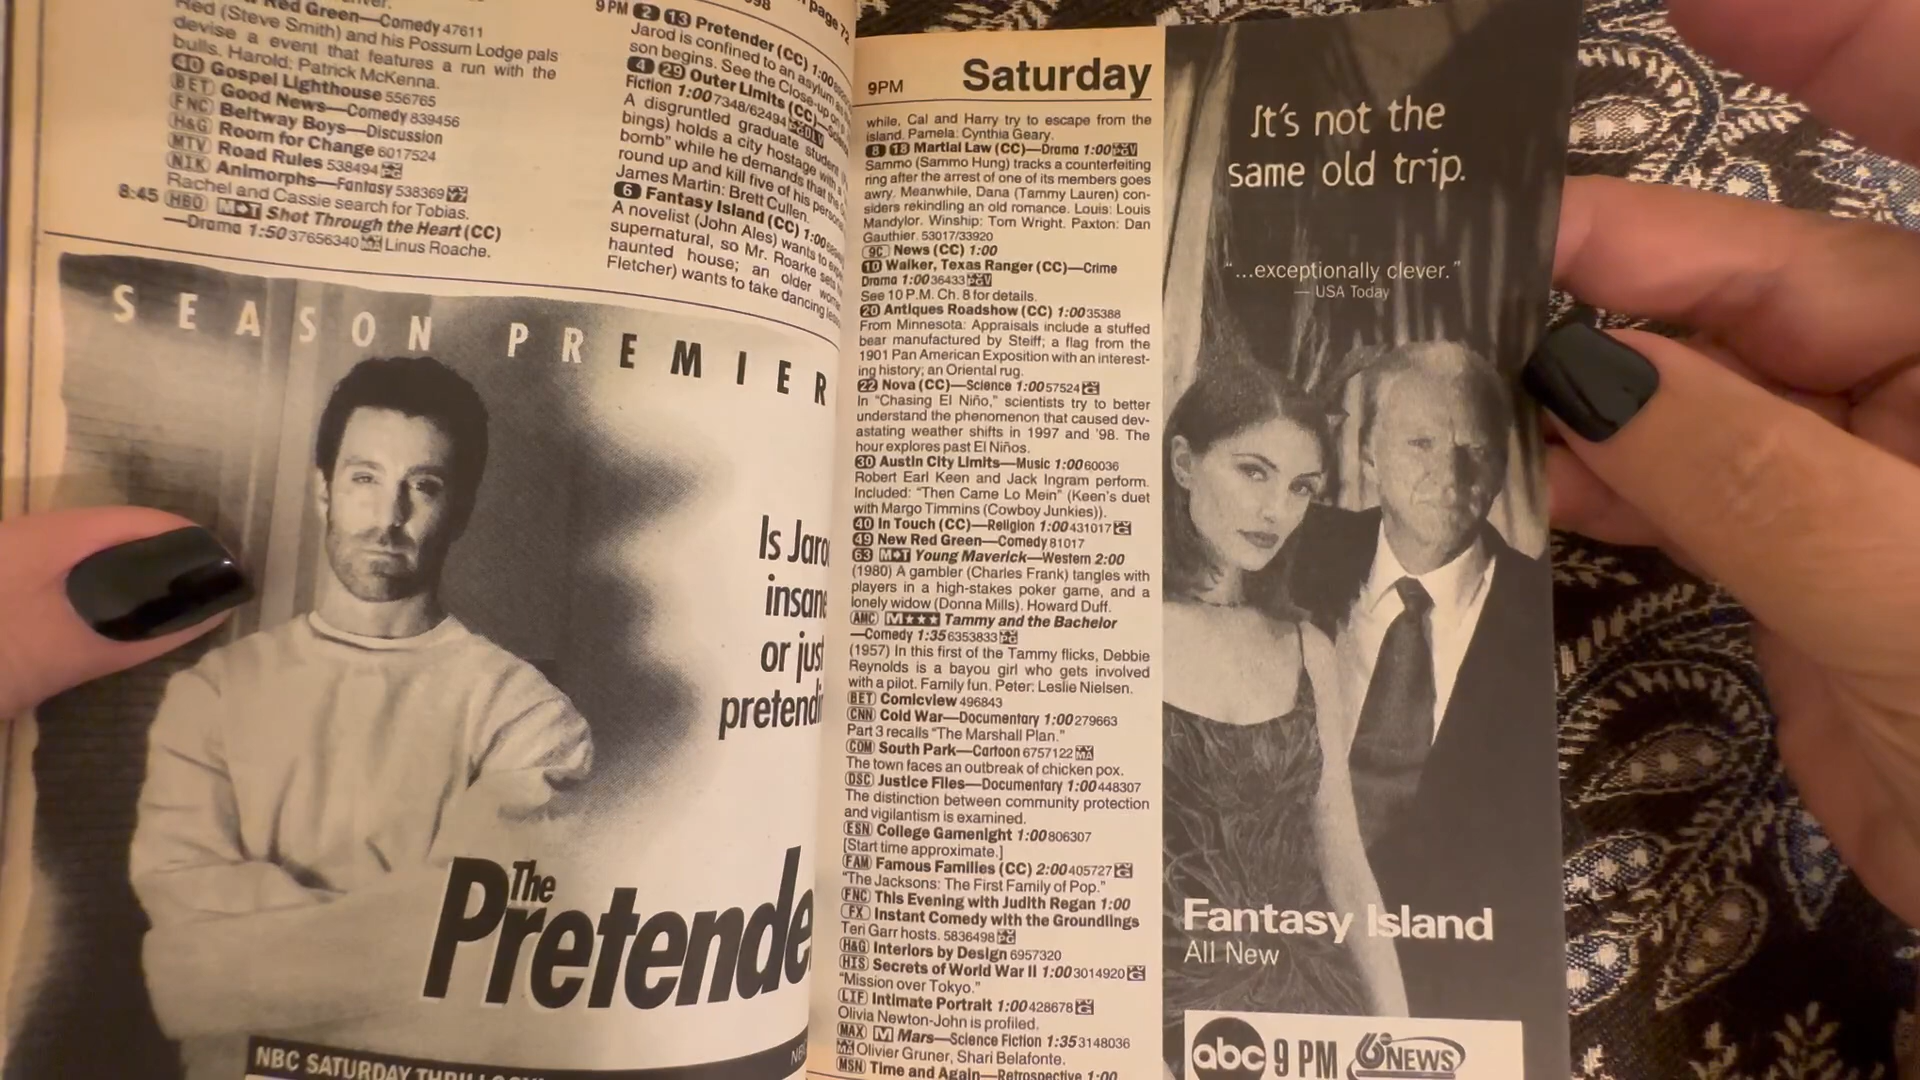 Red Green—Comedy 47611
Red (Steve Smith) and his Possum Lodge pals
devise a event that features a run with the
bulls. Harold: Patrick McKenna.
40 Gospel Lighthouse 556765
BET Good News—Comedy 839456
FNC Beltway Boys—Discussion
H&G Room for Change 6017524
MTV Road Rules 538494 PG
NIK Animorphs—Fantasy 538369 Y7
Rachel and Cassie search for Tobias.
8:45 HBO M★T Shot Through the Heart (CC)
—Drama 1:50 37656340 MA Linus Roache.
SEASON PREMIER
Is Jarod
insane
or just
pretendi
The
Pretende
NBC SATURDAY
98
page 72
9 PM 2 13 Pretender (CC) 1:00
Jarod is confined to an asylum
son begins. See the Close-up
4 29 Outer Limits (CC)
Fiction 1:00 7348/62494
A disgruntled graduate student
bings) holds a city hostage with a
bomb" while he demands that the
round up and kill five of his
James Martin: Brett Cullen.
6 Fantasy Island (CC) 1:00
A novelist (John Ales) wants to
supernatural, so Mr. Roarke sets
haunted house; an older
Fletcher) wants to take dancing
9PM Saturday
while, Cal and Harry try to escape from the
island. Pamela: Cynthia Geary.
8 18 Martial Law (CC)—Drama 1:00
Sammo (Sammo Hung) tracks a counterfeiting
ring after the arrest of one of its members goes
awry. Meanwhile, Dana (Tammy Lauren) con-
siders rekindling an old romance. Louis: Louis
Mandylor. Winship: Tom Wright. Paxton: Dan
Gauthier. 53017/33920
9C News (CC) 1:00
10 Walker, Texas Ranger (CC)—Crime
Drama 1:00 36433
See 10 P.M. Ch. 8 for details.
20 Antiques Roadshow (CC) 1:00 35388
From Minnesota: Appraisals include a stuffed
bear manufactured by Steiff; a flag from the
1901 Pan American Exposition with an interest-
ing history; an Oriental rug.
22 Nova (CC)—Science 1:00 57524 G
In "Chasing El Niño," scientists try to better
understand the phenomenon that caused dev-
astating weather shifts in 1997 and '98. The
hour explores past El Niños.
30 Austin City Limits—Music 1:00 60036
Robert Earl Keen and Jack Ingram perform.
Included: "Then Came Lo Mein" (Keen's duet
with Margo Timmins (Cowboy Junkies)).
40 In Touch (CC)—Religion 1:00 431017 G
49 New Red Green—Comedy 81017
63 M★T Young Maverick—Western 2:00
(1980) A gambler (Charles Frank) tangles with
players in a high-stakes poker game, and a
lonely widow (Donna Mills). Howard Duff.
AMC M★★★ Tammy and the Bachelor
—Comedy 1:35 6353833
(1957) In this first of the Tammy flicks, Debbie
Reynolds is a bayou girl who gets involved
with a pilot. Family fun. Peter: Leslie Nielsen.
BET Comicview 496843
CNN Cold War—Documentary 1:00 279663
Part 3 recalls "The Marshall Plan."
COM South Park—Cartoon 6757122 MA
The town faces an outbreak of chicken pox.
DSC Justice Files—Documentary 1:00 448307
The distinction between community protection
and vigilantism is examined.
ESN College Gamenight 1:00 806307
[Start time approximate.]
FAM Famous Families (CC) 2:00 405727 G
"The Jacksons: The First Family of Pop."
FNC This Evening with Judith Regan 1:00
FX Instant Comedy with the Groundlings
Teri Garr hosts. 5836498 PG
H&G Interiors by Design 6957320
HIS Secrets of World War II 1:00 3014920 G
"Mission over Tokyo."
LIF Intimate Portrait 1:00 428678 G
Olivia Newton-John is profiled.
MAX M Mars—Science Fiction 1:35 3148036
MA Olivier Gruner, Shari Belafonte.
MSN Time and Again—Retrospective 1:00
It's not the
same old trip.
"...exceptionally clever."
— USA Today
Fantasy Island
All New
abc 9 PM 6 NEWS